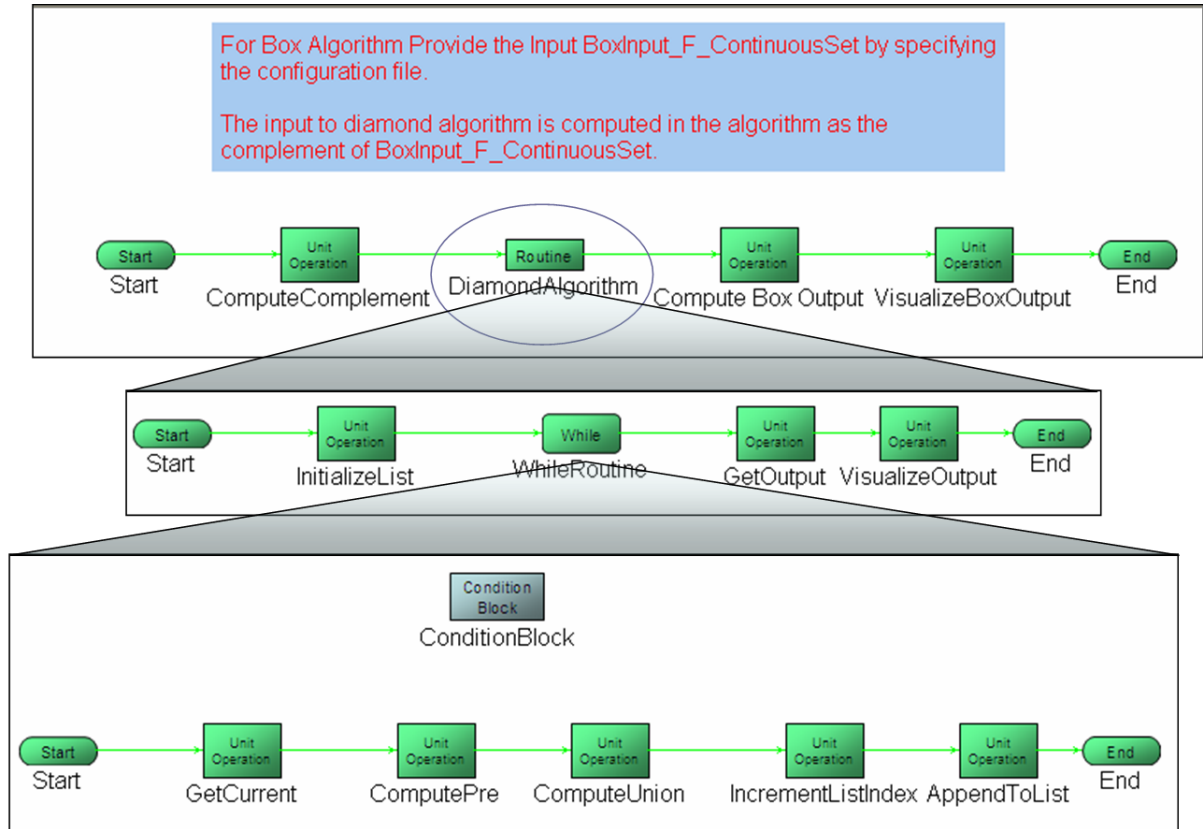 For Box Algorithm Provide the Input BoxInput_F_ContinuousSet by specifying
the configuration file.
The input to diamond algorithm is computed in the algorithm as the
complement of BoxInput_F_ContinuousSet.
Start
Unit
Operation
Routine
Unit
Operation
Unit
Operation
End
Start
ComputeComplement
DiamondAlgorithm
Compute Box Output
VisualizeBoxOutput
End
Start
Unit
Operation
While
Unit
Operation
Unit
Operation
End
Start
InitializeList
WhileRoutine
GetOutput
VisualizeOutput
End
Condition
Block
ConditionBlock
Start
Unit
Operation
Unit
Operation
Unit
Operation
Unit
Operation
Unit
Operation
End
Start
GetCurrent
ComputePre
ComputeUnion
IncrementListIndex
AppendToList
End